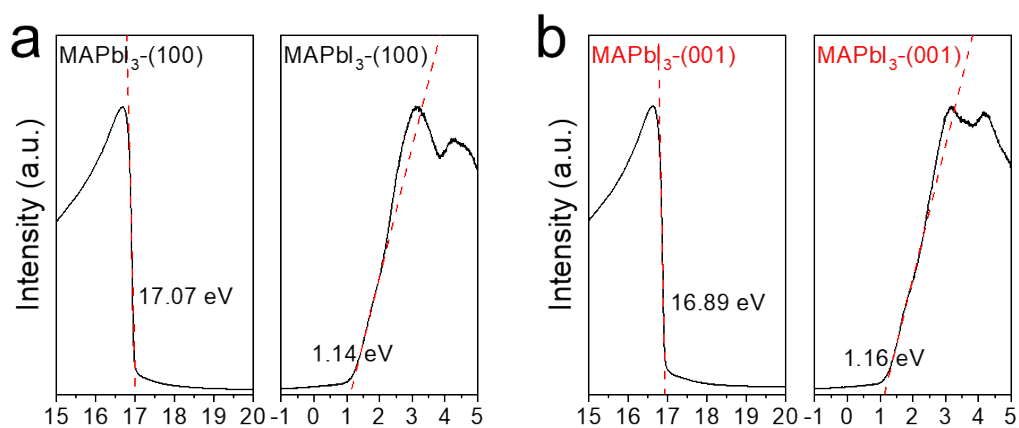 a
MAPbI₃-(100)
MAPbI₃-(100)
Intensity (a.u.)
17.07 eV
1.14 eV
15 16 17 18 19 20
-1 0 1 2 3 4 5
b
MAPbI₃-(001)
MAPbI₃-(001)
Intensity (a.u.)
16.89 eV
1.16 eV
15 16 17 18 19 20
-1 0 1 2 3 4 5